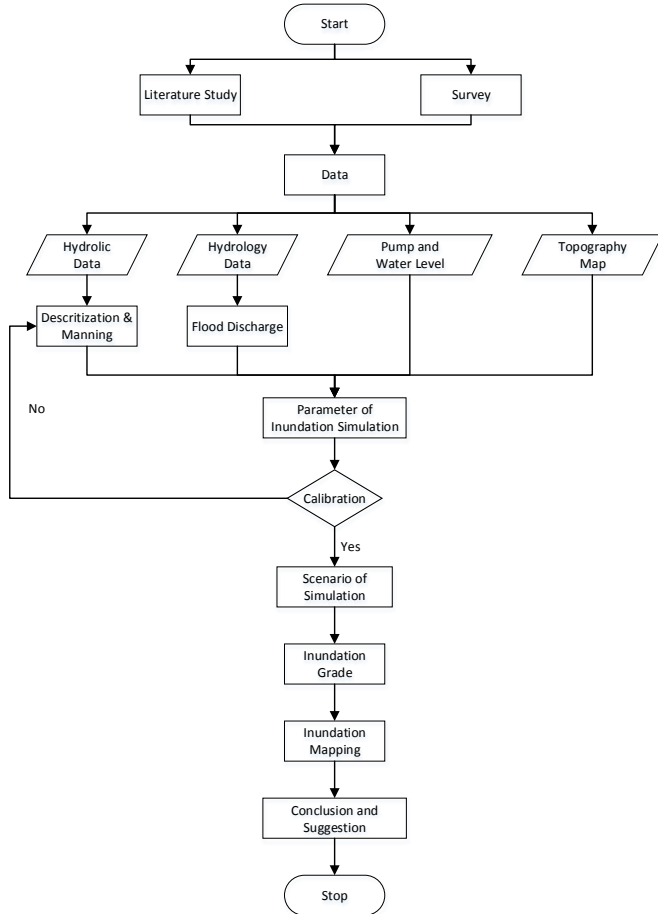 Start
Literature Study
Survey
Data
Hydrolic
Data
Hydrology
Data
Pump and
Water Level
Topography
Map
Descritization &
Manning
Flood Discharge
No
Parameter of
Inundation Simulation
Calibration
Yes
Scenario of
Simulation
Inundation
Grade
Inundation
Mapping
Conclusion and
Suggestion
Stop